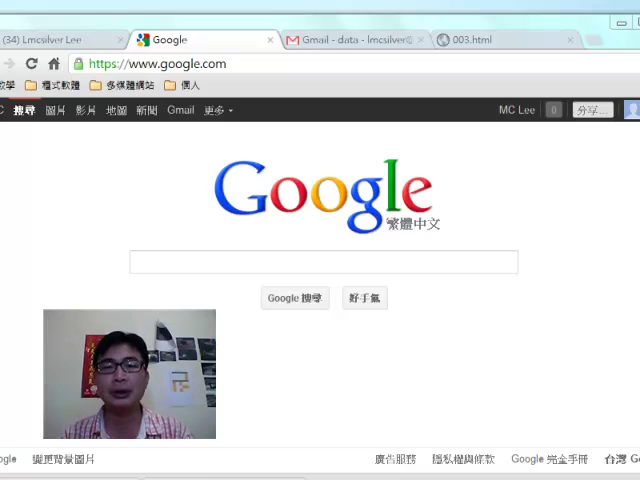 (34) Lmcsilver Lee
Google
Gmail - data - lmcsilver@
003.html
https://www.google.com
教學
程式軟體
多媒體網站
個人
搜尋 圖片 影片 地圖 新聞 Gmail 更多
MC Lee 0 分享...
Google
繁體中文
Google 搜尋
好手氣
變更背景圖片
廣告服務 隱私權與條款 Google 完全手冊 台灣